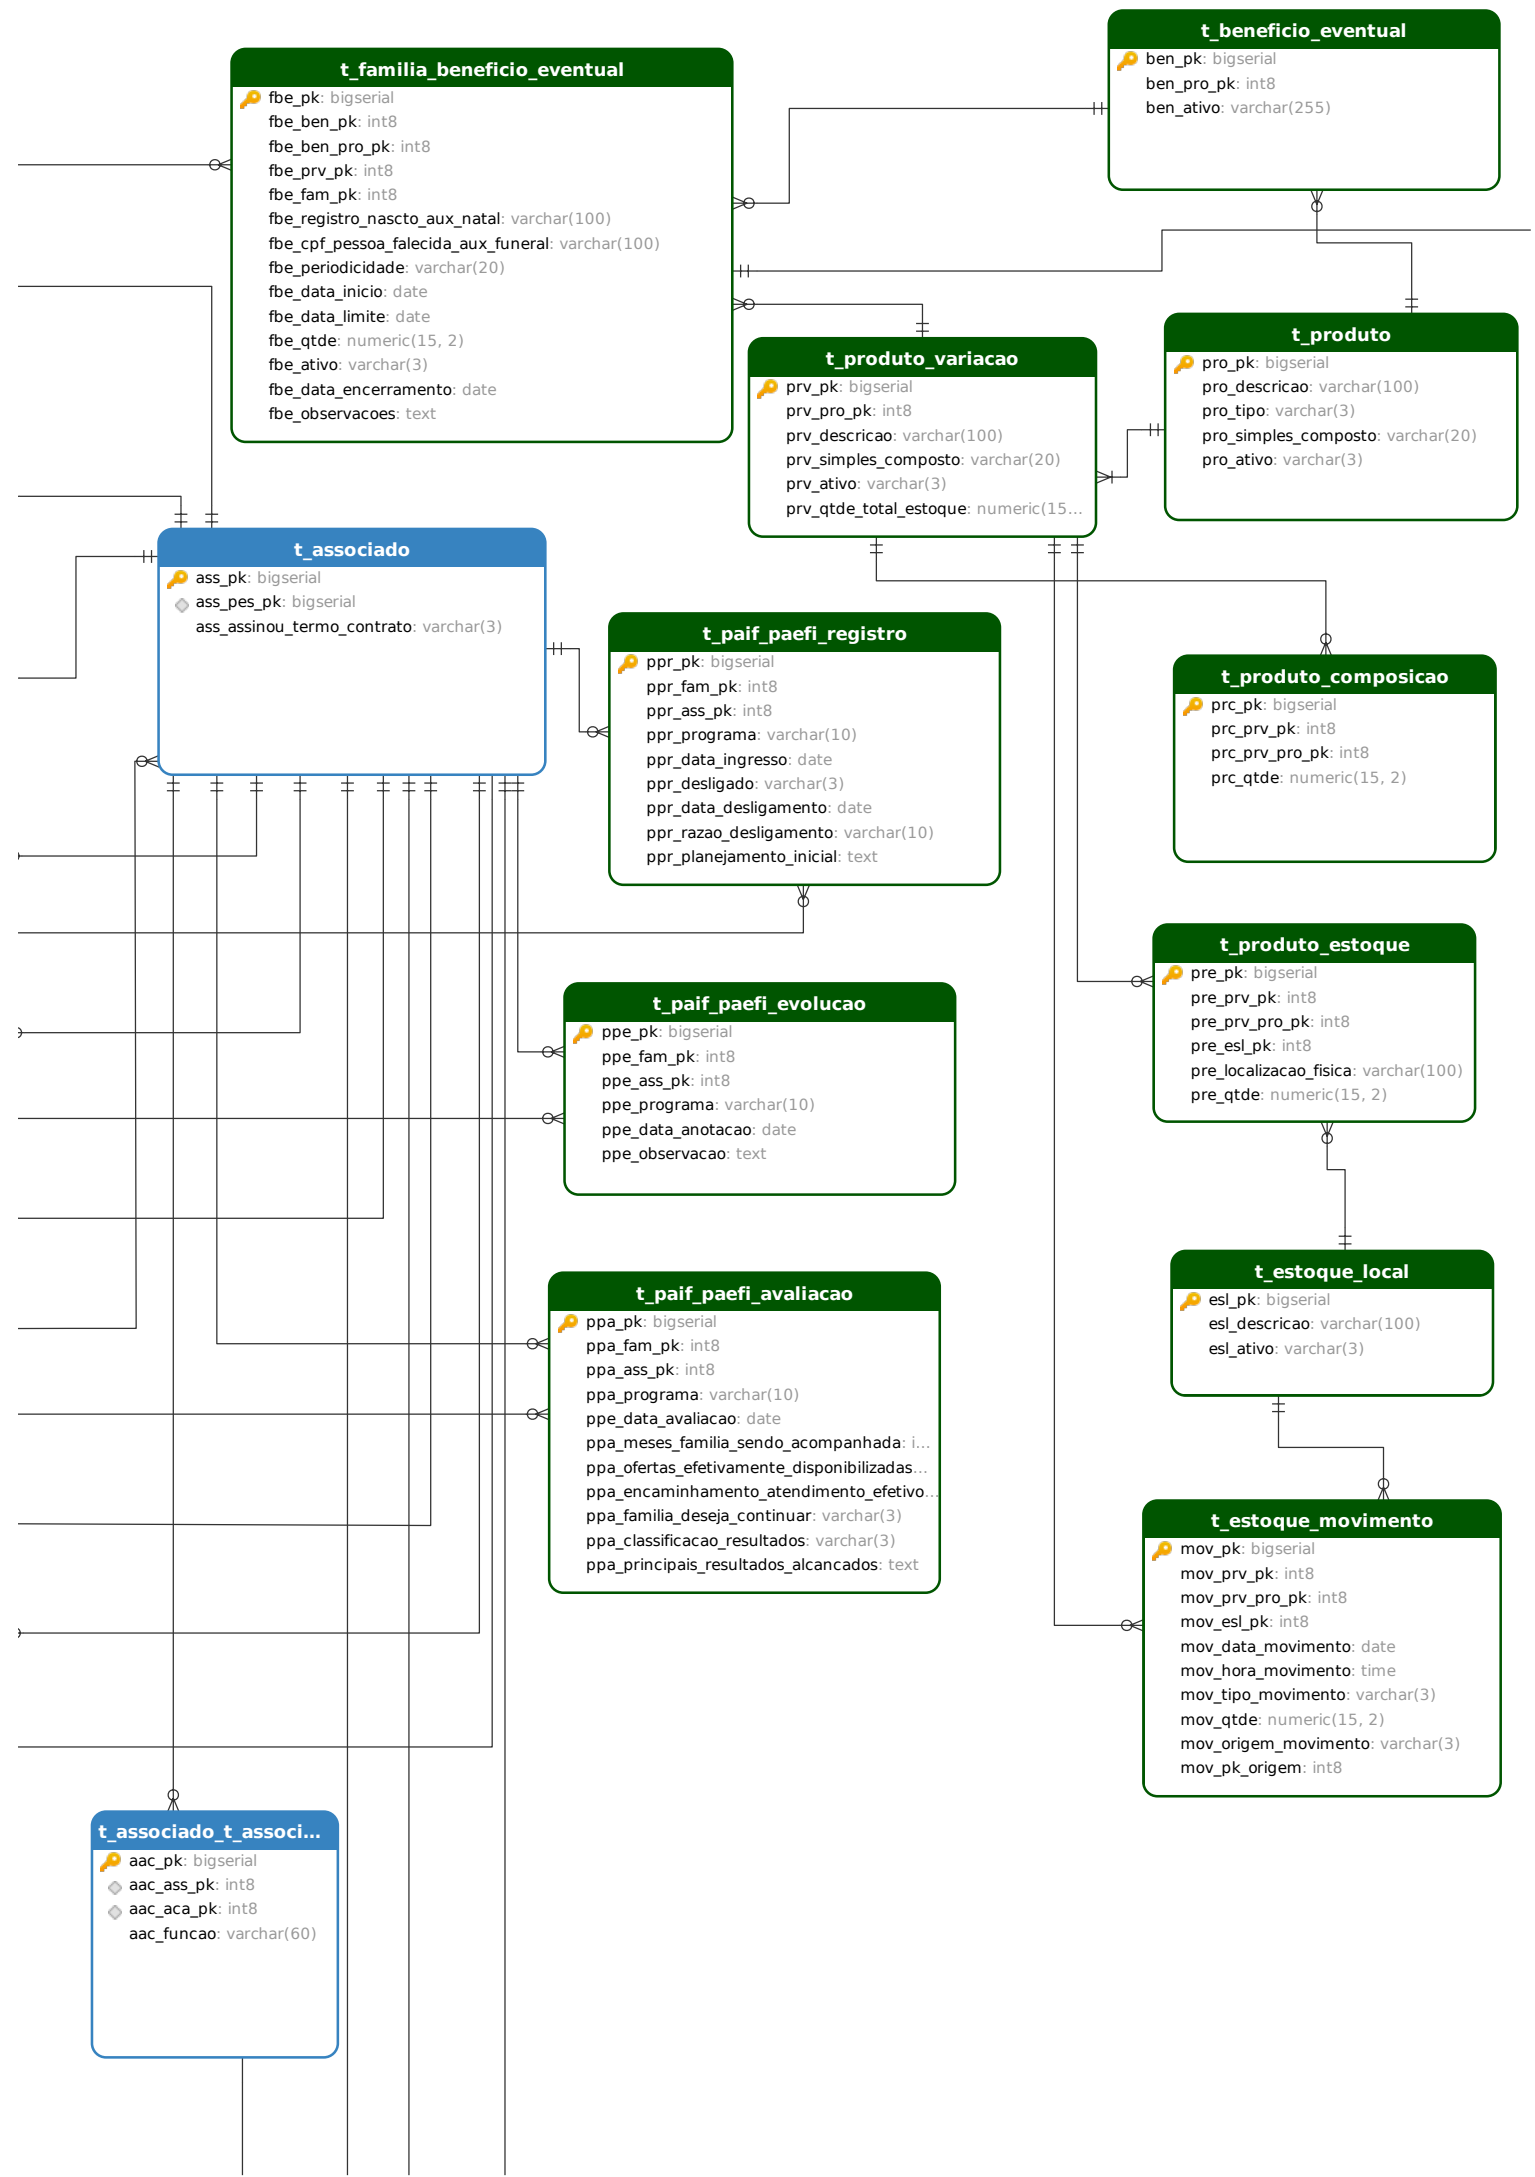 t_beneficio_eventual
ben_pk: bigserial
ben_pro_pk: int8
ben_ativo: varchar(255)
t_familia_beneficio_eventual
fbe_pk: bigserial
fbe_ben_pk: int8
fbe_ben_pro_pk: int8
fbe_prv_pk: int8
fbe_fam_pk: int8
fbe_registro_nascto_aux_natal: varchar(100)
fbe_cpf_pessoa_falecida_aux_funeral: varchar(100)
fbe_periodicidade: varchar(20)
fbe_data_inicio: date
fbe_data_limite: date
fbe_qtde: numeric(15, 2)
fbe_ativo: varchar(3)
fbe_data_encerramento: date
fbe_observacoes: text
t_produto
pro_pk: bigserial
pro_descricao: varchar(100)
pro_tipo: varchar(3)
pro_simples_composto: varchar(20)
pro_ativo: varchar(3)
t_produto_variacao
prv_pk: bigserial
prv_pro_pk: int8
prv_descricao: varchar(100)
prv_simples_composto: varchar(20)
prv_ativo: varchar(3)
prv_qtde_total_estoque: numeric(15...
t_associado
ass_pk: bigserial
ass_pes_pk: bigserial
ass_assinou_termo_contrato: varchar(3)
t_paif_paefi_registro
ppr_pk: bigserial
ppr_fam_pk: int8
ppr_ass_pk: int8
ppr_programa: varchar(10)
ppr_data_ingresso: date
ppr_desligado: varchar(3)
ppr_data_desligamento: date
ppr_razao_desligamento: varchar(10)
ppr_planejamento_inicial: text
t_produto_composicao
prc_pk: bigserial
prc_prv_pk: int8
prc_prv_pro_pk: int8
prc_qtde: numeric(15, 2)
t_produto_estoque
pre_pk: bigserial
pre_prv_pk: int8
pre_prv_pro_pk: int8
pre_esl_pk: int8
pre_localizacao_fisica: varchar(100)
pre_qtde: numeric(15, 2)
t_paif_paefi_evolucao
ppe_pk: bigserial
ppe_fam_pk: int8
ppe_ass_pk: int8
ppe_programa: varchar(10)
ppe_data_anotacao: date
ppe_observacao: text
t_estoque_local
esl_pk: bigserial
esl_descricao: varchar(100)
esl_ativo: varchar(3)
t_paif_paefi_avaliacao
ppa_pk: bigserial
ppa_fam_pk: int8
ppa_ass_pk: int8
ppa_programa: varchar(10)
ppe_data_avaliacao: date
ppa_meses_familia_sendo_acompanhada: i...
ppa_ofertas_efetivamente_disponibilizadas...
ppa_encaminhamento_atendimento_efetivo...
ppa_familia_deseja_continuar: varchar(3)
ppa_classificacao_resultados: varchar(3)
ppa_principais_resultados_alcancados: text
t_estoque_movimento
mov_pk: bigserial
mov_prv_pk: int8
mov_prv_pro_pk: int8
mov_esl_pk: int8
mov_data_movimento: date
mov_hora_movimento: time
mov_tipo_movimento: varchar(3)
mov_qtde: numeric(15, 2)
mov_origem_movimento: varchar(3)
mov_pk_origem: int8
t_associado_t_associ...
aac_pk: bigserial
aac_ass_pk: int8
aac_aca_pk: int8
aac_funcao: varchar(60)